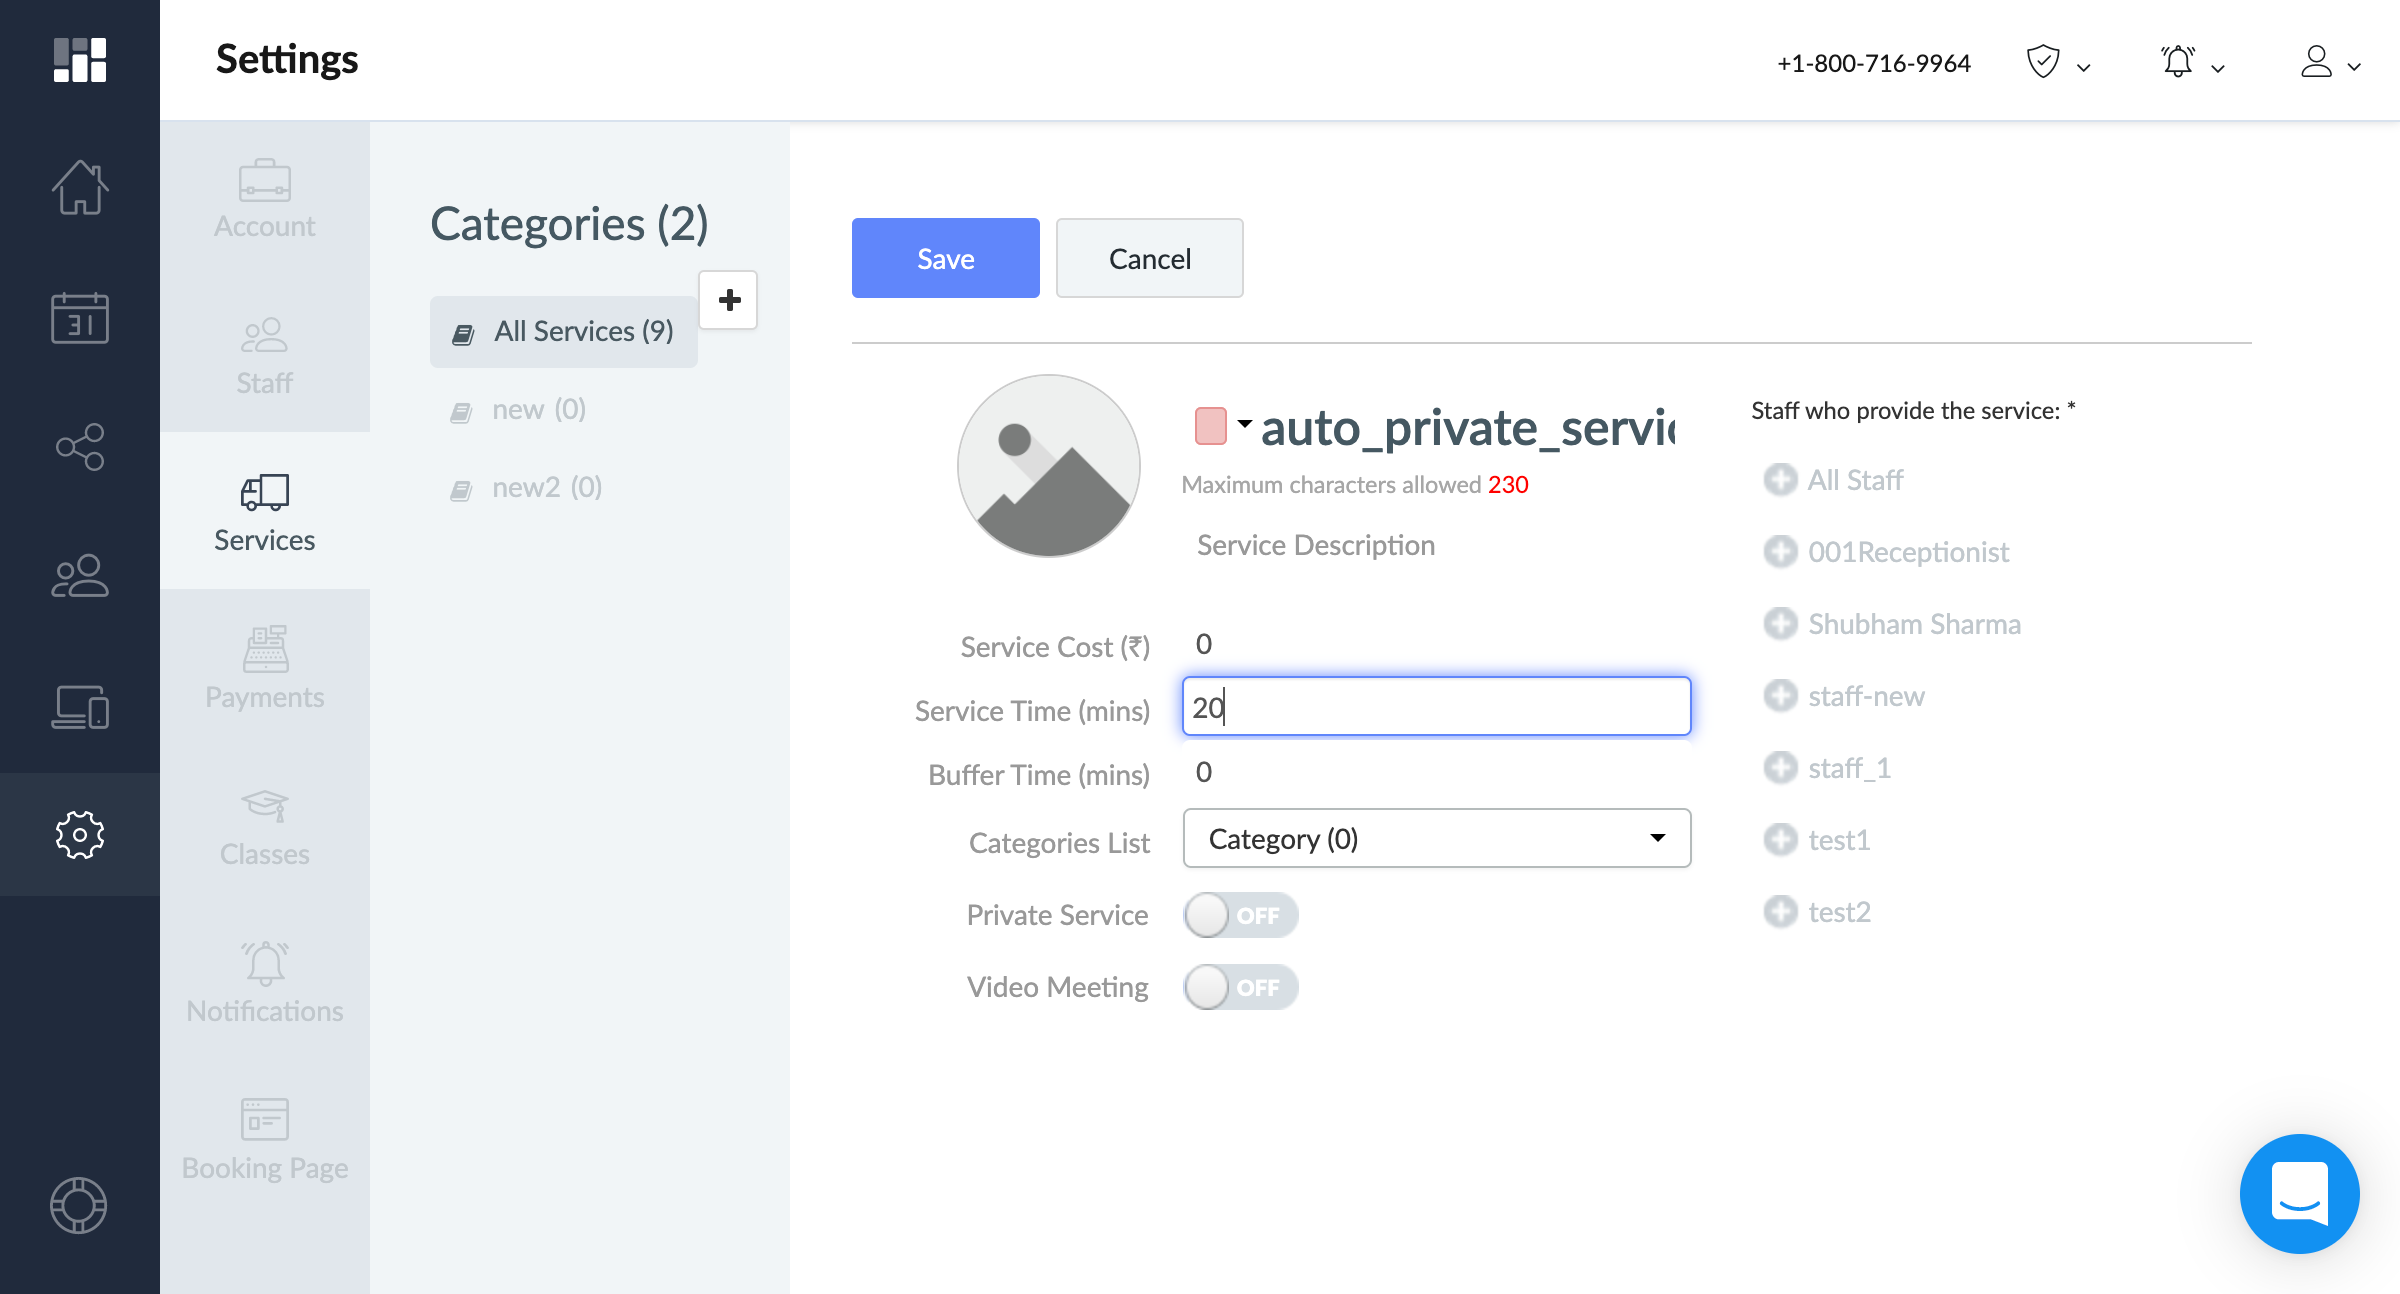 Settings
+1-800-716-9964
31
Account
Staff
Services
Payments
Classes
Notifications
Booking Page
Categories (2)
All Services (9)
new (0)
new2 (0)
Save
Cancel
auto_private_servi
Maximum characters allowed 230
Service Description
Service Cost (₹) 0
Service Time (mins) 20
Buffer Time (mins) 0
Categories List Category (0)
Private Service OFF
Video Meeting OFF
Staff who provide the service: *
All Staff
001Receptionist
Shubham Sharma
staff-new
staff_1
test1
test2